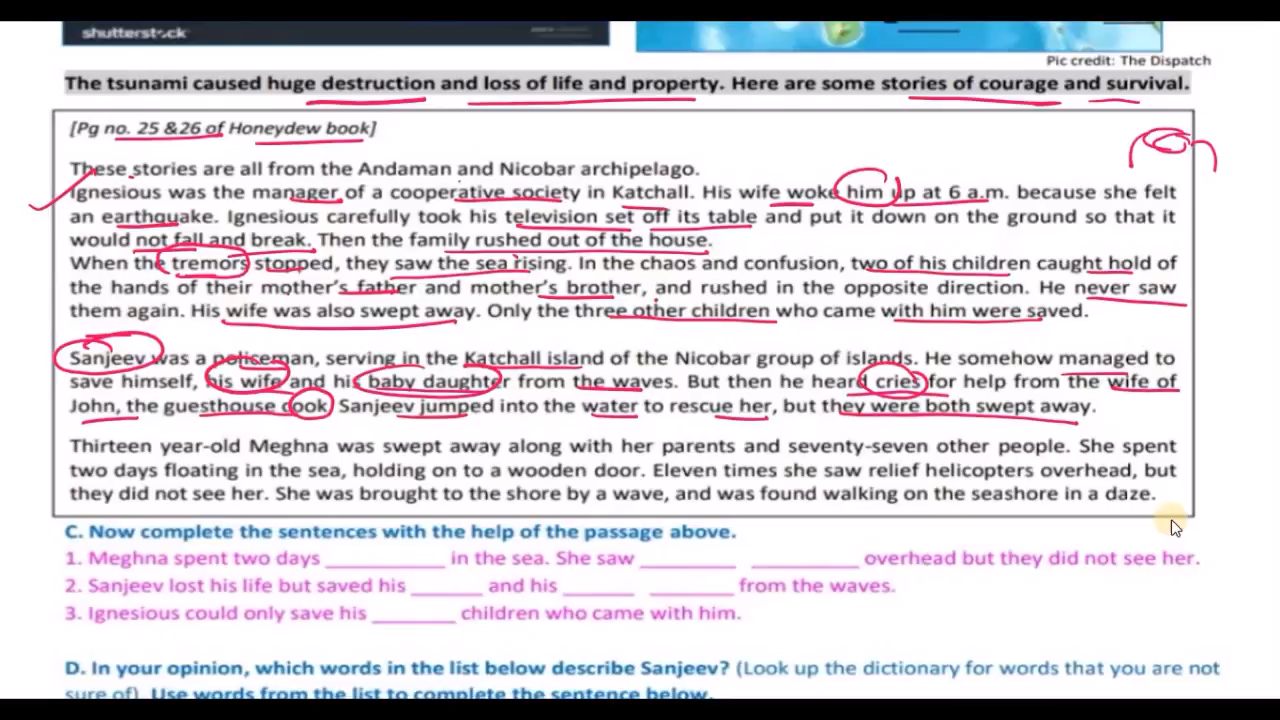 shutterstock
Pic credit: The Dispatch
The tsunami caused huge destruction and loss of life and property. Here are some stories of courage and survival.
[Pg no. 25 &26 of Honeydew book]
These stories are all from the Andaman and Nicobar archipelago.
Ignesious was the manager of a cooperative society in Katchall. His wife woke him up at 6 a.m. because she felt
an earthquake. Ignesious carefully took his television set off its table and put it down on the ground so that it
would not fall and break. Then the family rushed out of the house.
When the tremors stopped, they saw the sea rising. In the chaos and confusion, two of his children caught hold of
the hands of their mother's father and mother's brother, and rushed in the opposite direction. He never saw
them again. His wife was also swept away. Only the three other children who came with him were saved.
Sanjeev was a policeman, serving in the Katchall island of the Nicobar group of islands. He somehow managed to
save himself, his wife and his baby daughter from the waves. But then he heard cries for help from the wife of
John, the guesthouse cook Sanjeev jumped into the water to rescue her, but they were both swept away.
Thirteen year-old Meghna was swept away along with her parents and seventy-seven other people. She spent
two days floating in the sea, holding on to a wooden door. Eleven times she saw relief helicopters overhead, but
they did not see her. She was brought to the shore by a wave, and was found walking on the seashore in a daze.
C. Now complete the sentences with the help of the passage above.
1. Meghna spent two days ________ in the sea. She saw ________ ________ overhead but they did not see her.
2. Sanjeev lost his life but saved his ______ and his ______ _______ from the waves.
3. Ignesious could only save his _______ children who came with him.
D. In your opinion, which words in the list below describe Sanjeev? (Look up the dictionary for words that you are not
sure of). Use words from the list to complete the sentence below.